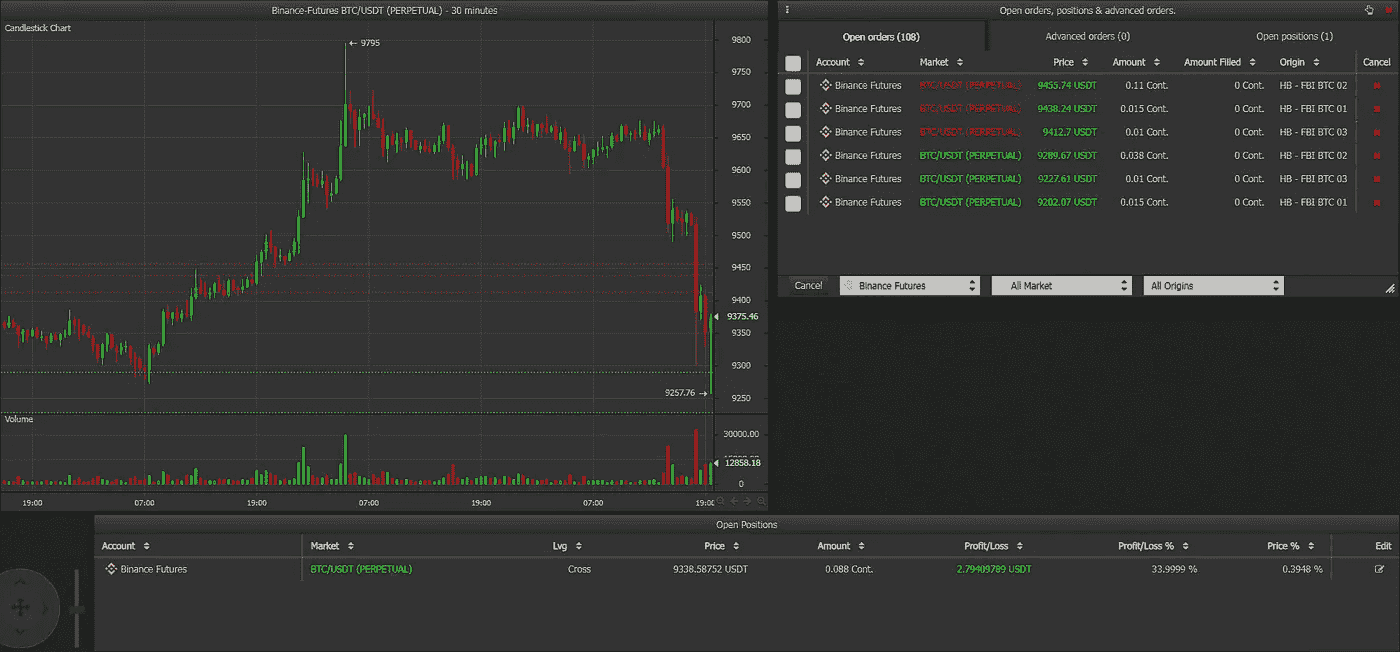 Binance-Futures BTC/USDT (PERPETUAL) - 30 minutes
Candlestick Chart
9795
9800
9750
9700
9650
9600
9550
9500
9450
9400
9375.46
9350
9300
9257.76
9250
Volume
30000.00
12858.18
0
19:00 07:00 19:00 07:00 19:00 07:00 19:00
Open orders, positions & advanced orders.
Open orders (108) Advanced orders (0) Open positions (1)
Account Market Price Amount Amount Filled Origin Cancel
Binance Futures BTC/USDT (PERPETUAL) 9455.74 USDT 0.11 Cont. 0 Cont. HB - FBI BTC 02
Binance Futures BTC/USDT (PERPETUAL) 9438.24 USDT 0.015 Cont. 0 Cont. HB - FBI BTC 01
Binance Futures BTC/USDT (PERPETUAL) 9412.7 USDT 0.01 Cont. 0 Cont. HB - FBI BTC 03
Binance Futures BTC/USDT (PERPETUAL) 9289.67 USDT 0.038 Cont. 0 Cont. HB - FBI BTC 02
Binance Futures BTC/USDT (PERPETUAL) 9227.61 USDT 0.01 Cont. 0 Cont. HB - FBI BTC 03
Binance Futures BTC/USDT (PERPETUAL) 9202.07 USDT 0.015 Cont. 0 Cont. HB - FBI BTC 01
Cancel Binance Futures All Market All Origins
Open Positions
Account Market Lvg Price Amount Profit/Loss Profit/Loss % Price % Edit
Binance Futures BTC/USDT (PERPETUAL) Cross 9338.58752 USDT 0.088 Cont. 2.79409789 USDT 33.9999 % 0.3948 %